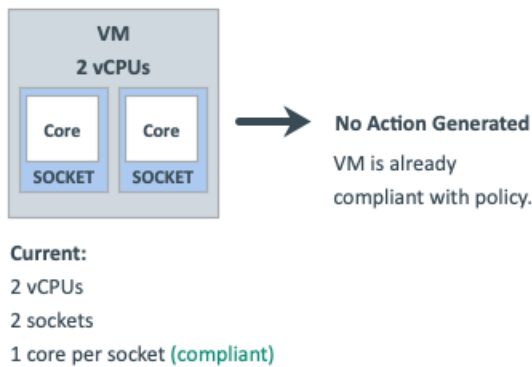 VM
2 vCPUs
Core
Core
SOCKET
SOCKET
No Action Generated
VM is already
compliant with policy.
Current:
2 vCPUs
2 sockets
1 core per socket (compliant)